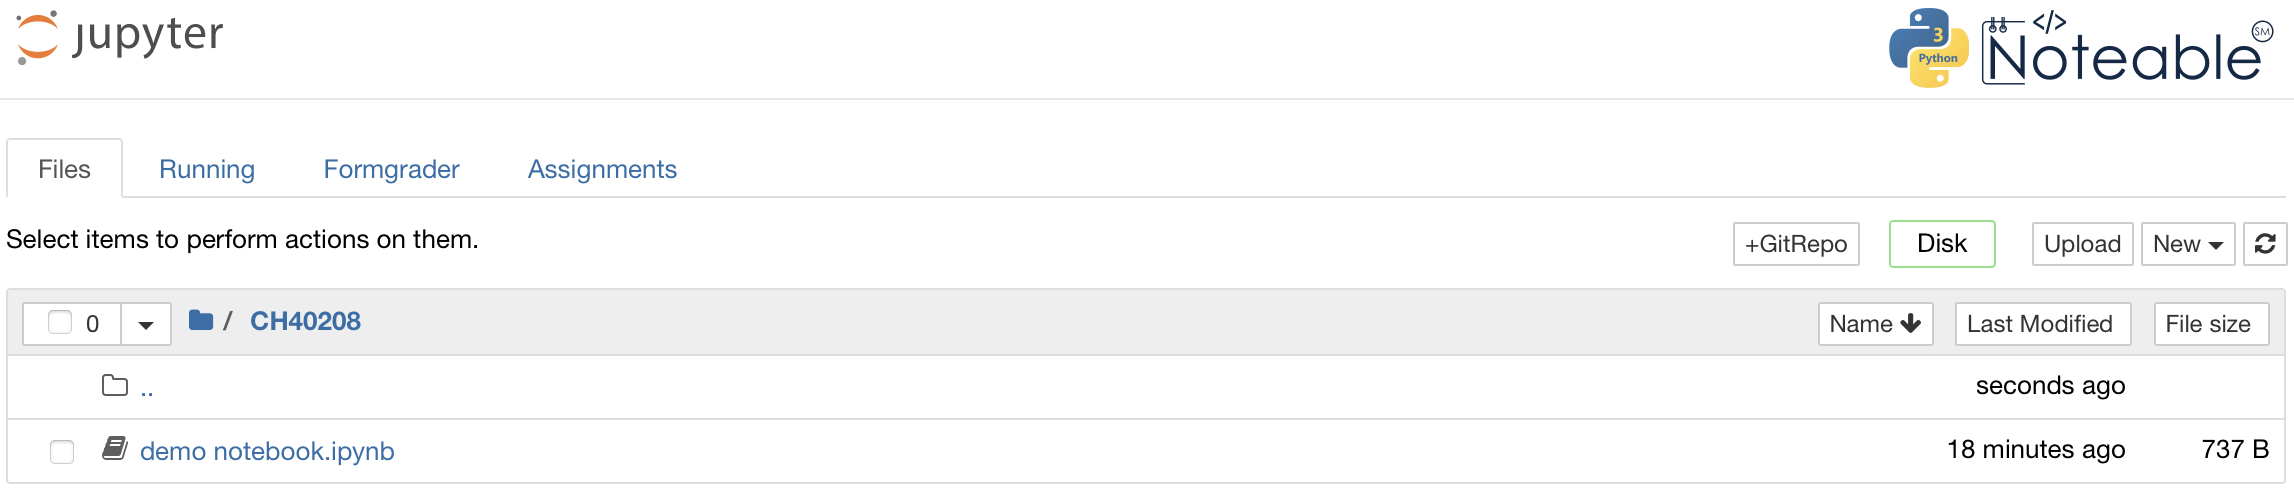 jupyter
3
Python
</>
Noteable
SM
Files Running Formgrader Assignments
Select items to perform actions on them.
+GitRepo Disk Upload New
0 / CH40208 Name Last Modified File size
.. seconds ago
demo notebook.ipynb 18 minutes ago 737 B